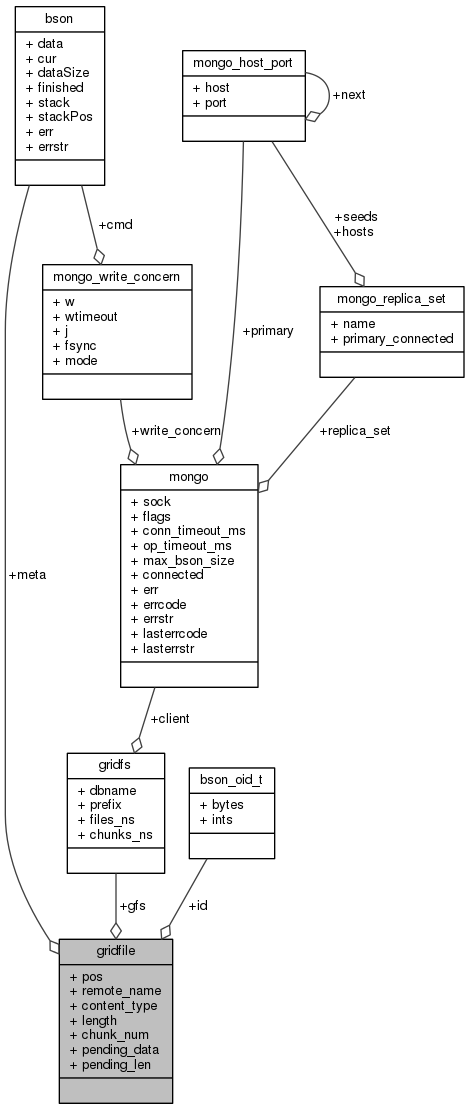 bson
+ data
+ cur
+ dataSize
+ finished
+ stack
+ stackPos
+ err
+ errstr
mongo_host_port
+ host
+ port
+next
+cmd
+seeds
+hosts
mongo_write_concern
+ w
+ wtimeout
+ j
+ fsync
+ mode
mongo_replica_set
+ name
+ primary_connected
+primary
+write_concern
+replica_set
mongo
+ sock
+ flags
+ conn_timeout_ms
+ op_timeout_ms
+ max_bson_size
+ connected
+ err
+ errcode
+ errstr
+ lasterrcode
+ lasterrstr
+meta
+client
gridfs
+ dbname
+ prefix
+ files_ns
+ chunks_ns
bson_oid_t
+ bytes
+ ints
+gfs
+id
gridfile
+ pos
+ remote_name
+ content_type
+ length
+ chunk_num
+ pending_data
+ pending_len